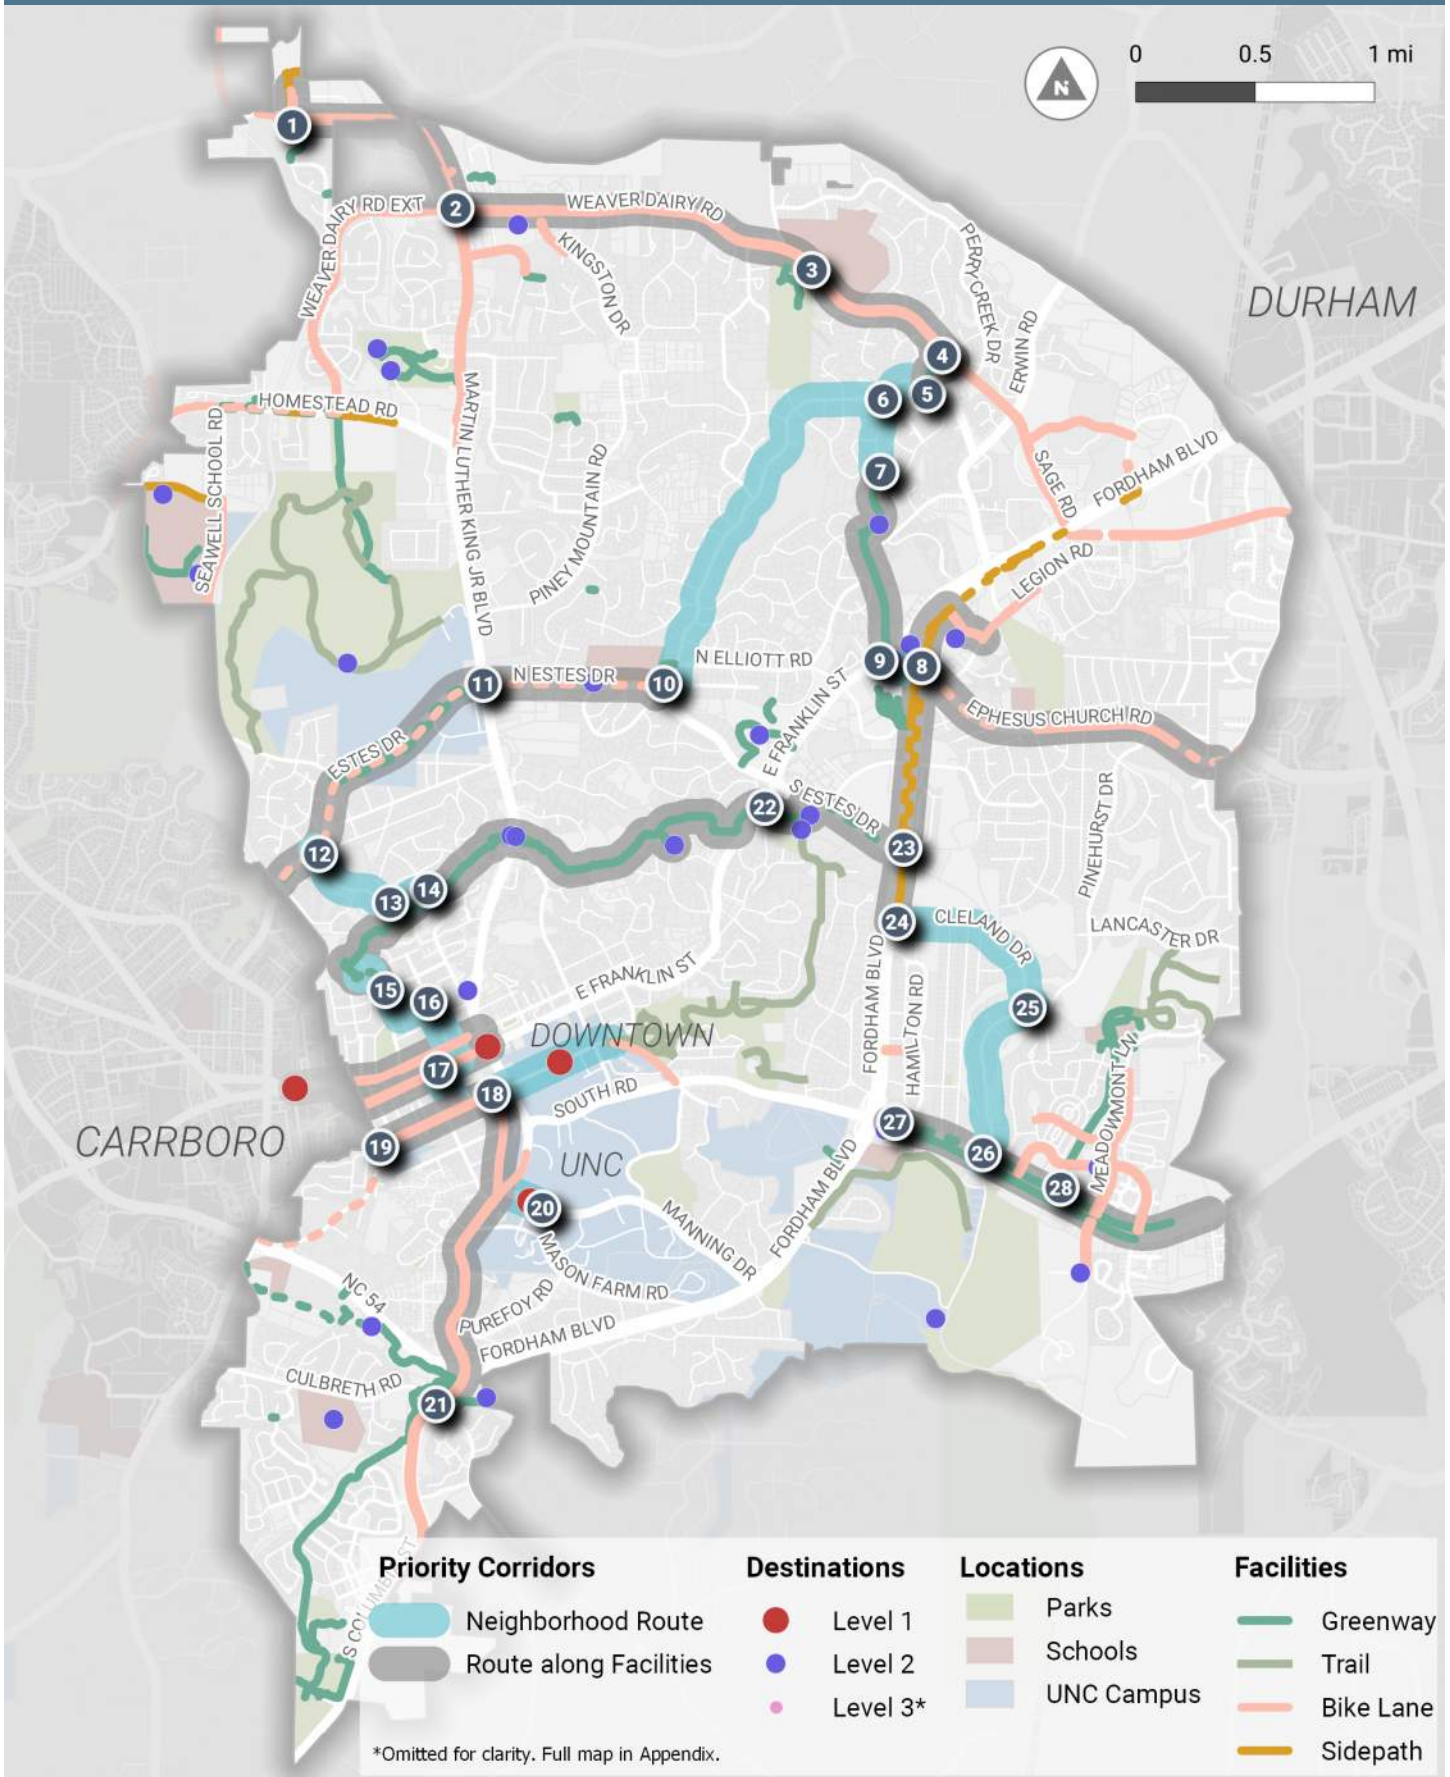 0 0.5 1 mi
N
1
WEAVER DAIRY RD EXT
2
WEAVER DAIRY RD
KINGSTON DR
3
PERRY CREEK DR
ERWIN RD
DURHAM
4
5
6
7
HOMESTEAD RD
SEAWELL SCHOOL RD
MARTIN LUTHER KING JR BLVD
PINEY MOUNTAIN RD
SAGE RD
FORDHAM BLVD
LEGION RD
WEAVER DAIRY RD EXT
11
N ESTES DR
10
N ELLIOTT RD
9
8
E FRANKLIN ST
EPHESUS CHURCH RD
ESTES DR
S ESTES DR
PINEHURST DR
12
13
14
22
23
24
CLELAND DR
LANCASTER DR
15
16
E FRANKLIN ST
FORDHAM BLVD
HAMILTON RD
25
DOWNTOWN
17
18
SOUTH RD
MEADOWMONT LN
CARRBORO
19
27
26
UNC
28
20
MANNING DR
FORDHAM BLVD
MASON FARM RD
NC 54
PUREFOY RD
FORDHAM BLVD
CULBRETH RD
21
S COLUMBIA ST
Priority Corridors
Neighborhood Route
Route along Facilities
*Omitted for clarity. Full map in Appendix.
Destinations
Level 1
Level 2
Level 3*
Locations
Parks
Schools
UNC Campus
Facilities
Greenway
Trail
Bike Lane
Sidepath